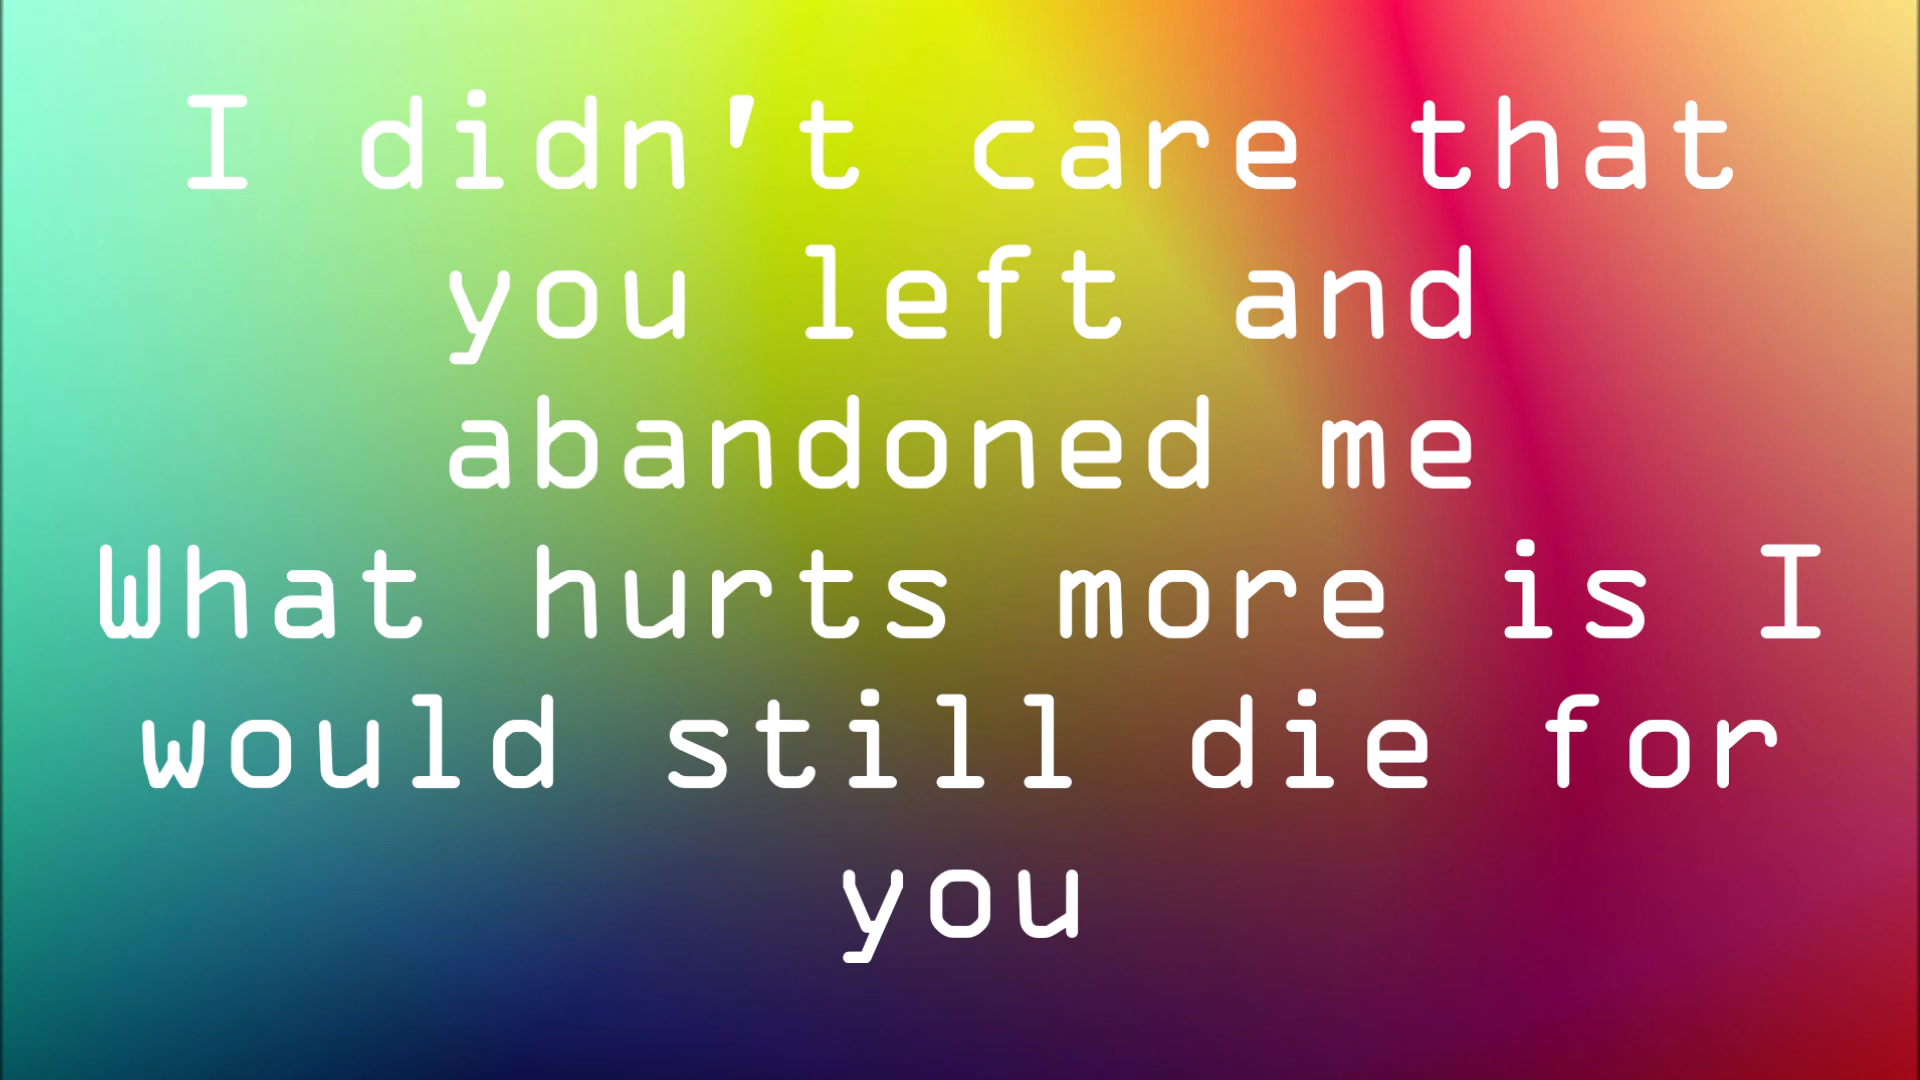 I didn't care that
you left and
abandoned me
What hurts more is I
would still die for
you